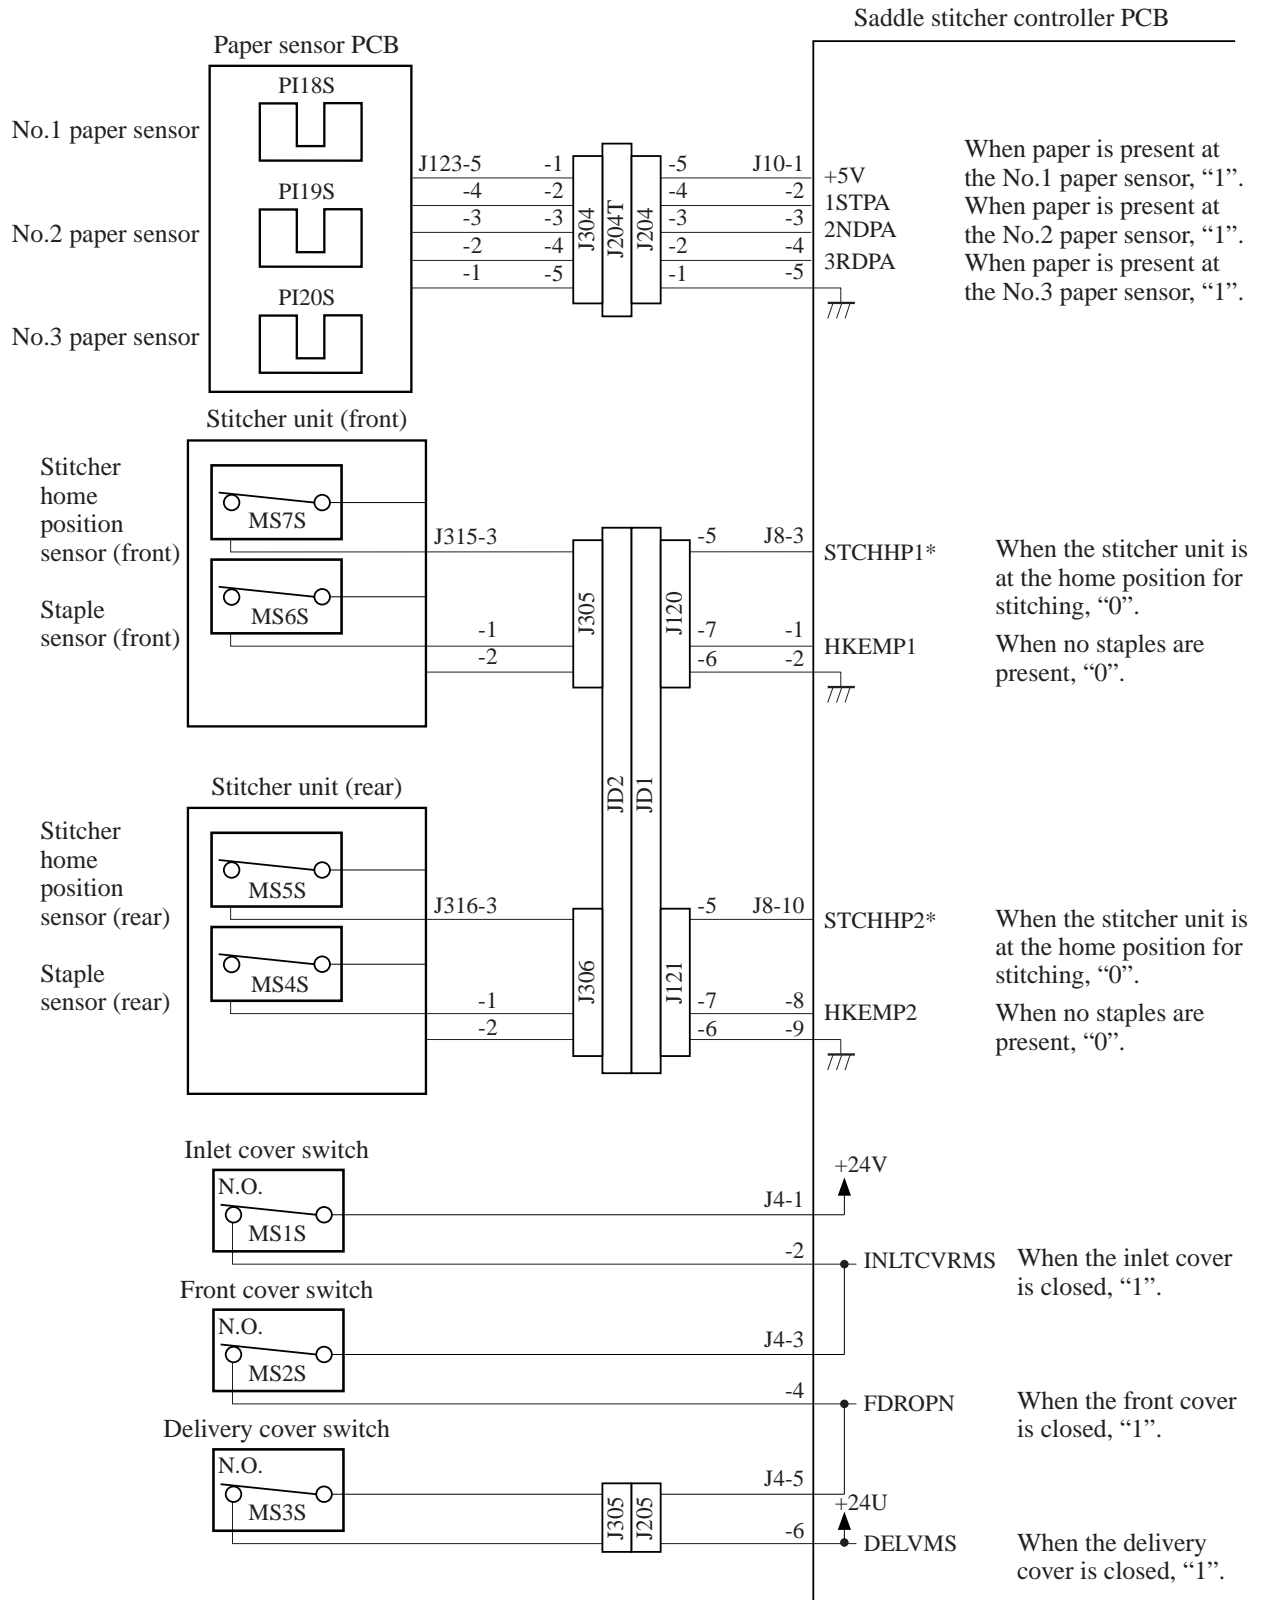 Saddle stitcher controller PCB
Paper sensor PCB
PI18S
No.1 paper sensor
PI19S
No.2 paper sensor
PI20S
No.3 paper sensor
J123-5 -1 -5 J10-1
-4 -2 -4 -2
-3 -3 -3 -3
-2 -4 -2 -4
-1 -5 -1 -5
J304
J204T
J204
+5V
1STPA
2NDPA
3RDPA
When paper is present at
the No.1 paper sensor, “1”.
When paper is present at
the No.2 paper sensor, “1”.
When paper is present at
the No.3 paper sensor, “1”.
Stitcher unit (front)
Stitcher
home
position
sensor (front)
MS7S
Staple
sensor (front)
MS6S
J315-3 -5 J8-3
-1 -7 -1
-2 -6 -2
J305
J120
STCHHP1*
When the stitcher unit is
at the home position for
stitching, “0”.
HKEMP1
When no staples are
present, “0”.
JD2
JD1
Stitcher unit (rear)
Stitcher
home
position
sensor (rear)
MS5S
Staple
sensor (rear)
MS4S
J316-3 -5 J8-10
-1 -7 -8
-2 -6 -9
J306
J121
STCHHP2*
When the stitcher unit is
at the home position for
stitching, “0”.
HKEMP2
When no staples are
present, “0”.
Inlet cover switch
N.O.
MS1S
J4-1
+24V
-2
INLTCVRMS
When the inlet cover
is closed, “1”.
Front cover switch
N.O.
MS2S
J4-3
-4
FDROPN
When the front cover
is closed, “1”.
Delivery cover switch
N.O.
MS3S
J305
J205
J4-5
+24U
-6
DELVMS
When the delivery
cover is closed, “1”.